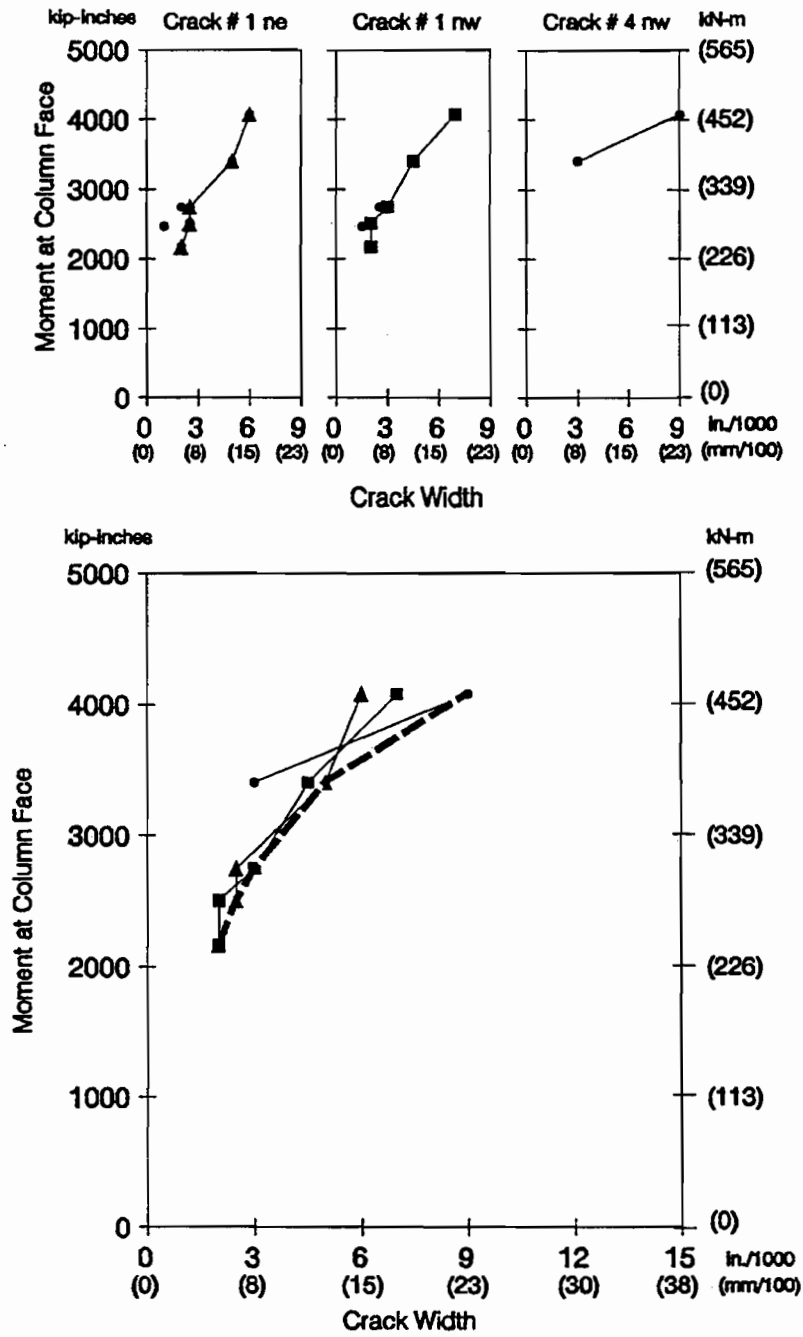 kip-inches Crack # 1 ne Crack # 1 nw Crack # 4 nw kN-m
5000 (565)
4000 (452)
3000 (339)
2000 (226)
1000 (113)
0 (0)
Moment at Column Face
0 3 6 9 0 3 6 9 0 3 6 9 in./1000
(0) (8) (15) (23) (0) (8) (15) (23) (0) (8) (15) (23) (mm/100)
Crack Width
kip-inches kN-m
5000 (565)
4000 (452)
3000 (339)
2000 (226)
1000 (113)
0 (0)
Moment at Column Face
0 3 6 9 12 15 in./1000
(0) (8) (15) (23) (30) (38) (mm/100)
Crack Width